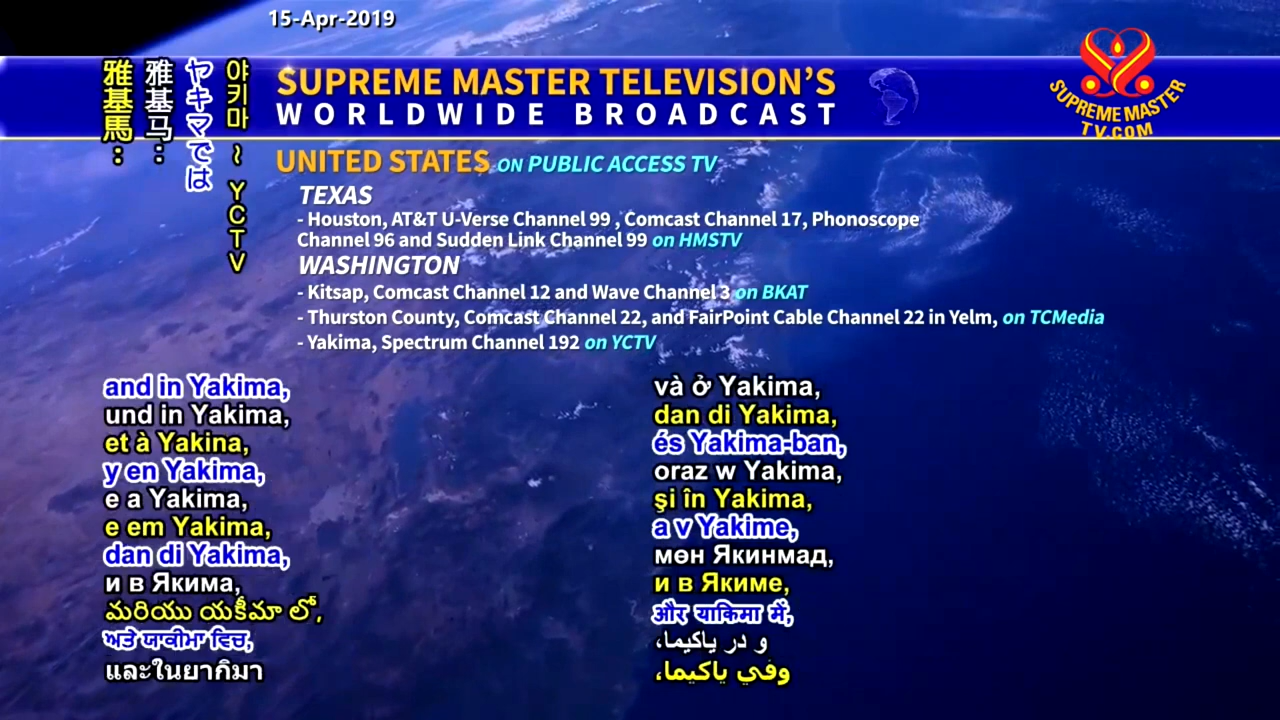 15-Apr-2019
雅基馬：
雅基马：
ヤキマでは
야키마 ~ YCTV
SUPREME MASTER TELEVISION'S
WORLDWIDE BROADCAST
SUPREME MASTER
TV.COM
UNITED STATES ON PUBLIC ACCESS TV
TEXAS
- Houston, AT&T U-Verse Channel 99 , Comcast Channel 17, Phonoscope
Channel 96 and Sudden Link Channel 99 on HMSTV
WASHINGTON
- Kitsap, Comcast Channel 12 and Wave Channel 3 on BKAT
- Thurston County, Comcast Channel 22, and FairPoint Cable Channel 22 in Yelm, on TCMedia
- Yakima, Spectrum Channel 192 on YCTV
and in Yakima,
und in Yakima,
et à Yakina,
y en Yakima,
e a Yakima,
e em Yakima,
dan di Yakima,
и в Якима,
మరియు యకీమా లో,
ਅਤੇ ਯਾਕੀਮਾ ਵਿਚ,
และในยากิมา
và ở Yakima,
dan di Yakima,
és Yakima-ban,
oraz w Yakima,
şi în Yakima,
a v Yakime,
мөн Якинмад,
и в Якиме,
और याकिमा में,
و در یاکیما،
وفي ياكيما،